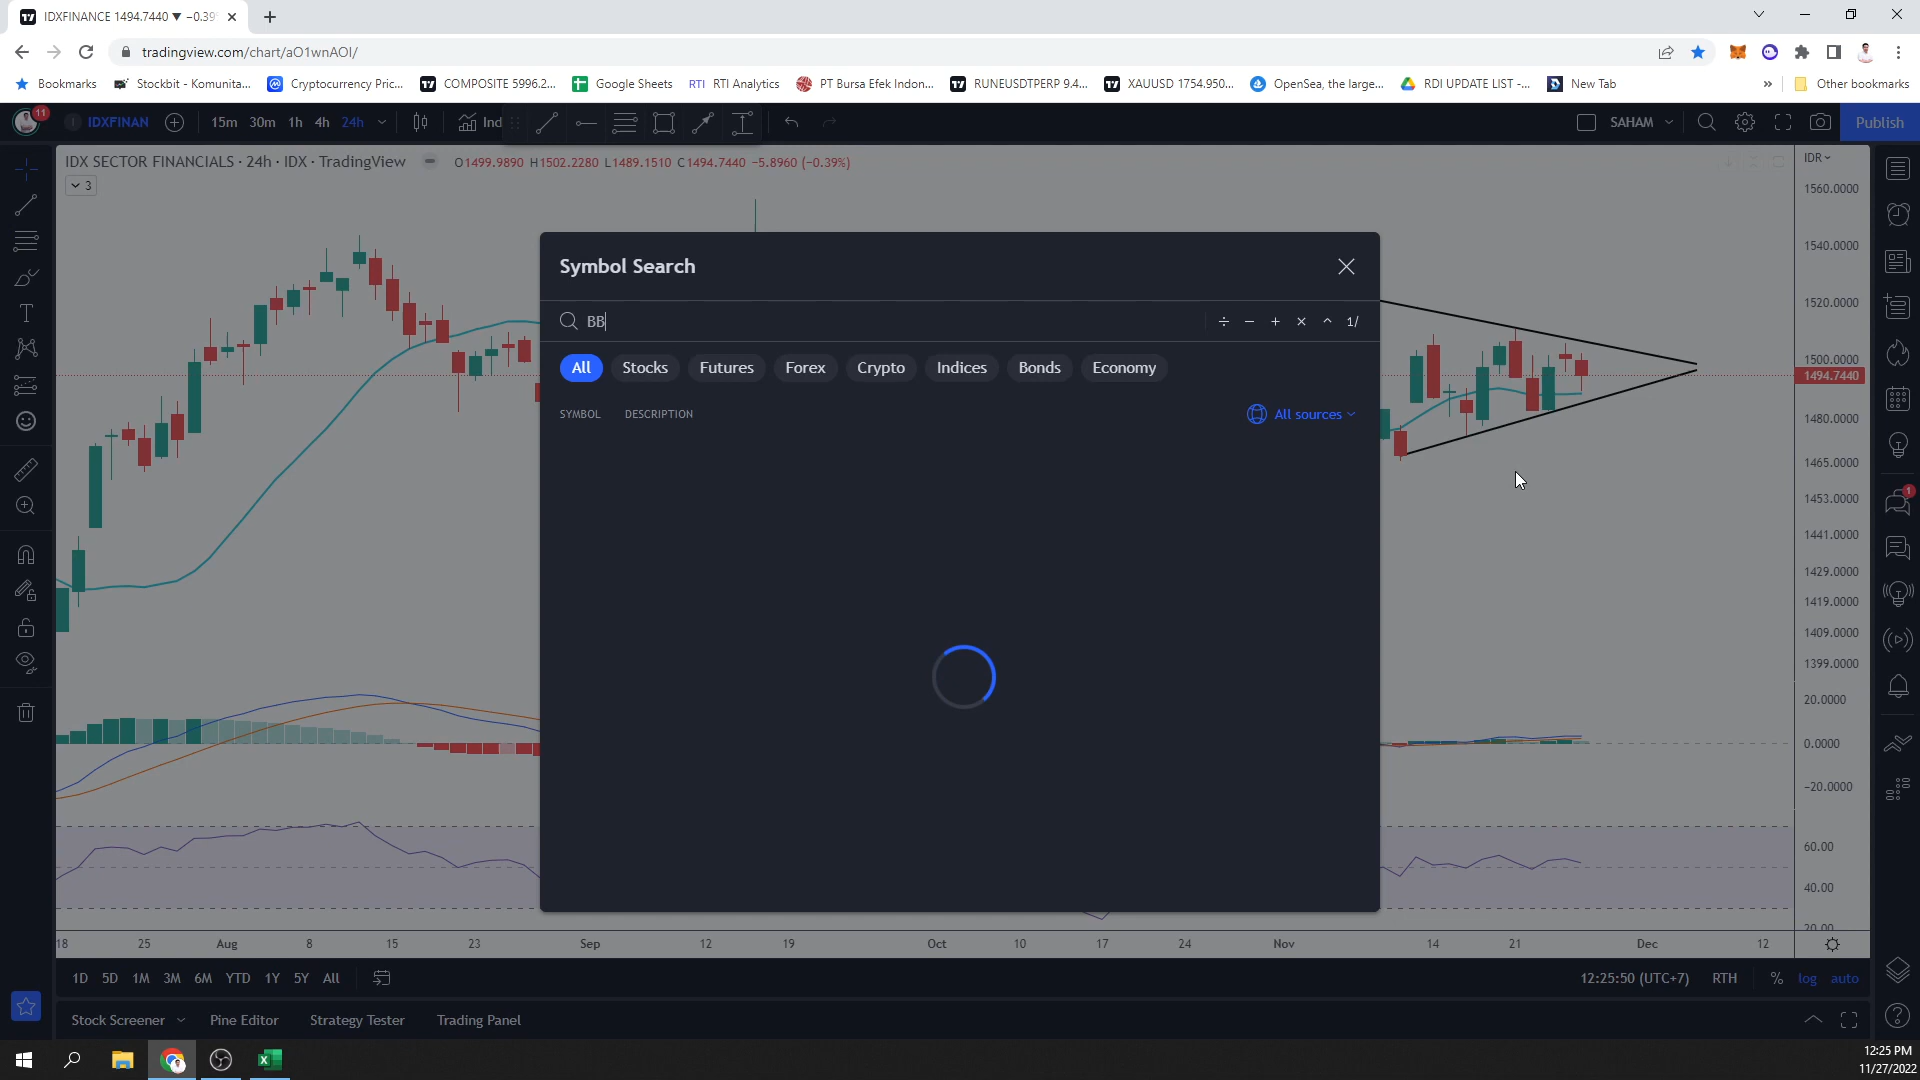 IDXFINANCE 1494.7440 ▼ −0.39
tradingview.com/chart/aO1wnAOI/
Bookmarks Stockbit - Komunita... Cryptocurrency Pric... COMPOSITE 5996.2... Google Sheets RTI RTI Analytics PT Bursa Efek Indon... RUNEUSDTPERP 9.4... XAUUSD 1754.950... OpenSea, the large... RDI UPDATE LIST -... New Tab » Other bookmarks
11 IDXFINAN 15m 30m 1h 4h 24h Ind SAHAM Publish
IDX SECTOR FINANCIALS · 24h · IDX · TradingView O1499.9890 H1502.2280 L1489.1510 C1494.7440 −5.8960 (−0.39%)
IDR
3
1560.0000
1540.0000
1520.0000
1500.0000
1494.7440
1480.0000
1465.0000
1453.0000
1441.0000
1429.0000
1419.0000
1409.0000
1399.0000
20.0000
0.0000
−20.0000
60.00
40.00
20.00
Symbol Search
BB
÷ − + × ^ 1/
All Stocks Futures Forex Crypto Indices Bonds Economy
SYMBOL DESCRIPTION All sources
1
18 25 Aug 8 15 23 Sep 12 19 Oct 10 17 24 Nov 14 21 Dec 12
1D 5D 1M 3M 6M YTD 1Y 5Y All 12:25:50 (UTC+7) RTH % log auto
Stock Screener Pine Editor Strategy Tester Trading Panel
12:25 PM
11/27/2022